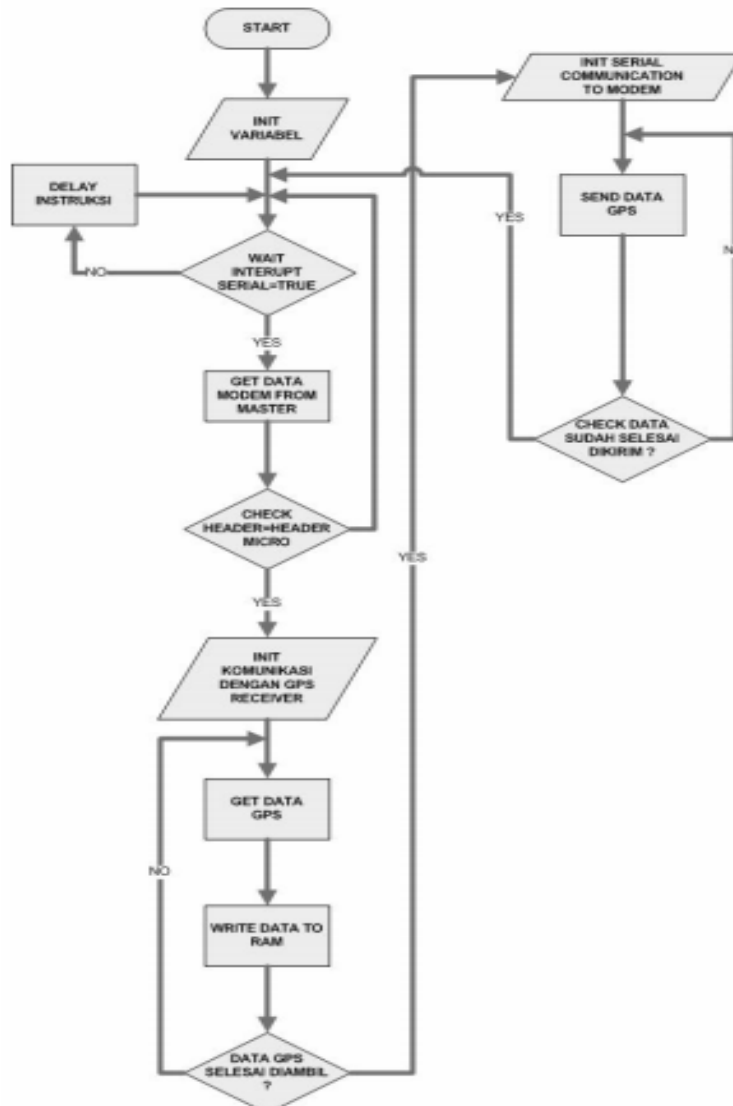 START
INIT
VARIABEL
DELAY
INSTRUKSI
WAIT
INTERUPT
SERIAL=TRUE
NO
YES
GET DATA
MODEM FROM
MASTER
CHECK
HEADER=HEADER
MICRO
YES
INIT
KOMUNIKASI
DENGAN GPS
RECEIVER
GET DATA
GPS
NO
WRITE DATA TO
RAM
DATA GPS
SELESAI DIAMBIL
?
YES
INIT SERIAL
COMMUNICATION
TO MODEM
SEND DATA
GPS
YES
CHECK DATA
SUDAH SELESAI
DIKIRIM ?